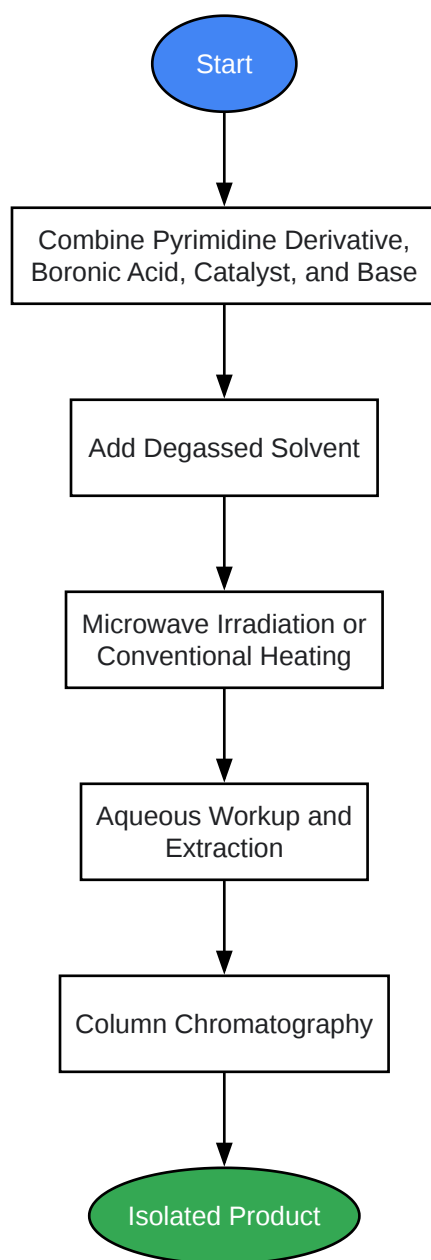 Start
Combine Pyrimidine Derivative,
Boronic Acid, Catalyst, and Base
Add Degassed Solvent
Microwave Irradiation or
Conventional Heating
Aqueous Workup and
Extraction
Column Chromatography
Isolated Product